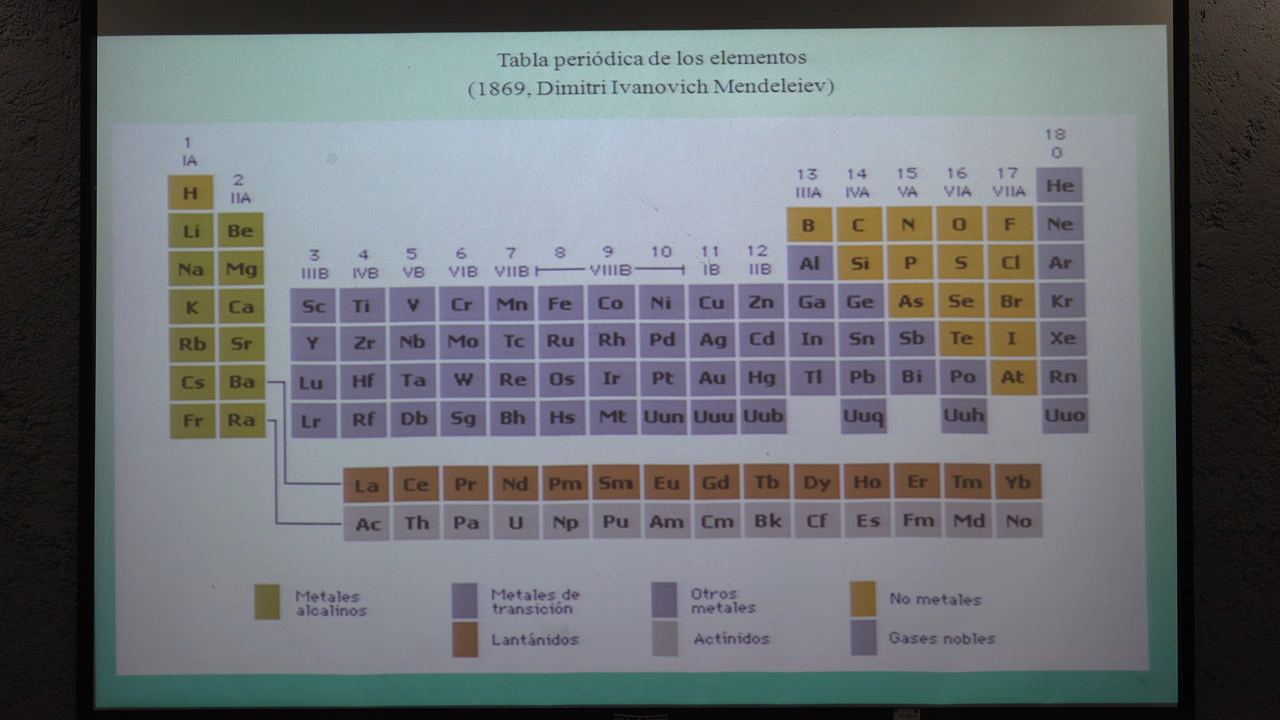 Tabla periódica de los elementos
(1869, Dimitri Ivanovich Mendeleiev)
1 18
IA 0
H 2 13 14 15 16 17 He
IIA IIIA IVA VA VIA VIIA
Li Be B C N O F Ne
Na Mg 3 4 5 6 7 8 9 10 11 12 Al Si P S Cl Ar
IIIB IVB VB VIB VIIB VIIIB IB IIB
K Ca Sc Ti V Cr Mn Fe Co Ni Cu Zn Ga Ge As Se Br Kr
Rb Sr Y Zr Nb Mo Tc Ru Rh Pd Ag Cd In Sn Sb Te I Xe
Cs Ba Lu Hf Ta W Re Os Ir Pt Au Hg Tl Pb Bi Po At Rn
Fr Ra Lr Rf Db Sg Bh Hs Mt Uun Uuu Uub Uuq Uuh Uuo
La Ce Pr Nd Pm Sm Eu Gd Tb Dy Ho Er Tm Yb
Ac Th Pa U Np Pu Am Cm Bk Cf Es Fm Md No
Metales
alcalinos
Metales de
transición
Otros
metales
No metales
Lantánidos
Actínidos
Gases nobles